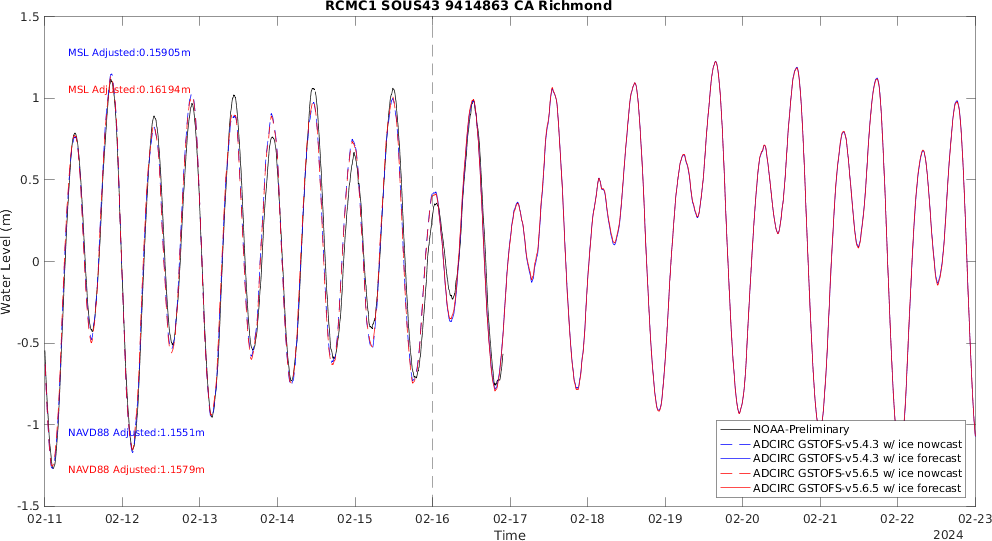 RCMC1 SOUS43 9414863 CA Richmond
1.5
MSL Adjusted:0.15905m
MSL Adjusted:0.16194m
1
0.5
Water Level (m)
0
-0.5
-1
NAVD88 Adjusted:1.1551m
NAVD88 Adjusted:1.1579m
NOAA-Preliminary
ADCIRC GSTOFS-v5.4.3 w/ ice nowcast
ADCIRC GSTOFS-v5.4.3 w/ ice forecast
ADCIRC GSTOFS-v5.6.5 w/ ice nowcast
ADCIRC GSTOFS-v5.6.5 w/ ice forecast
-1.5
02-11 02-12 02-13 02-14 02-15 02-16 02-17 02-18 02-19 02-20 02-21 02-22 02-23
Time
2024